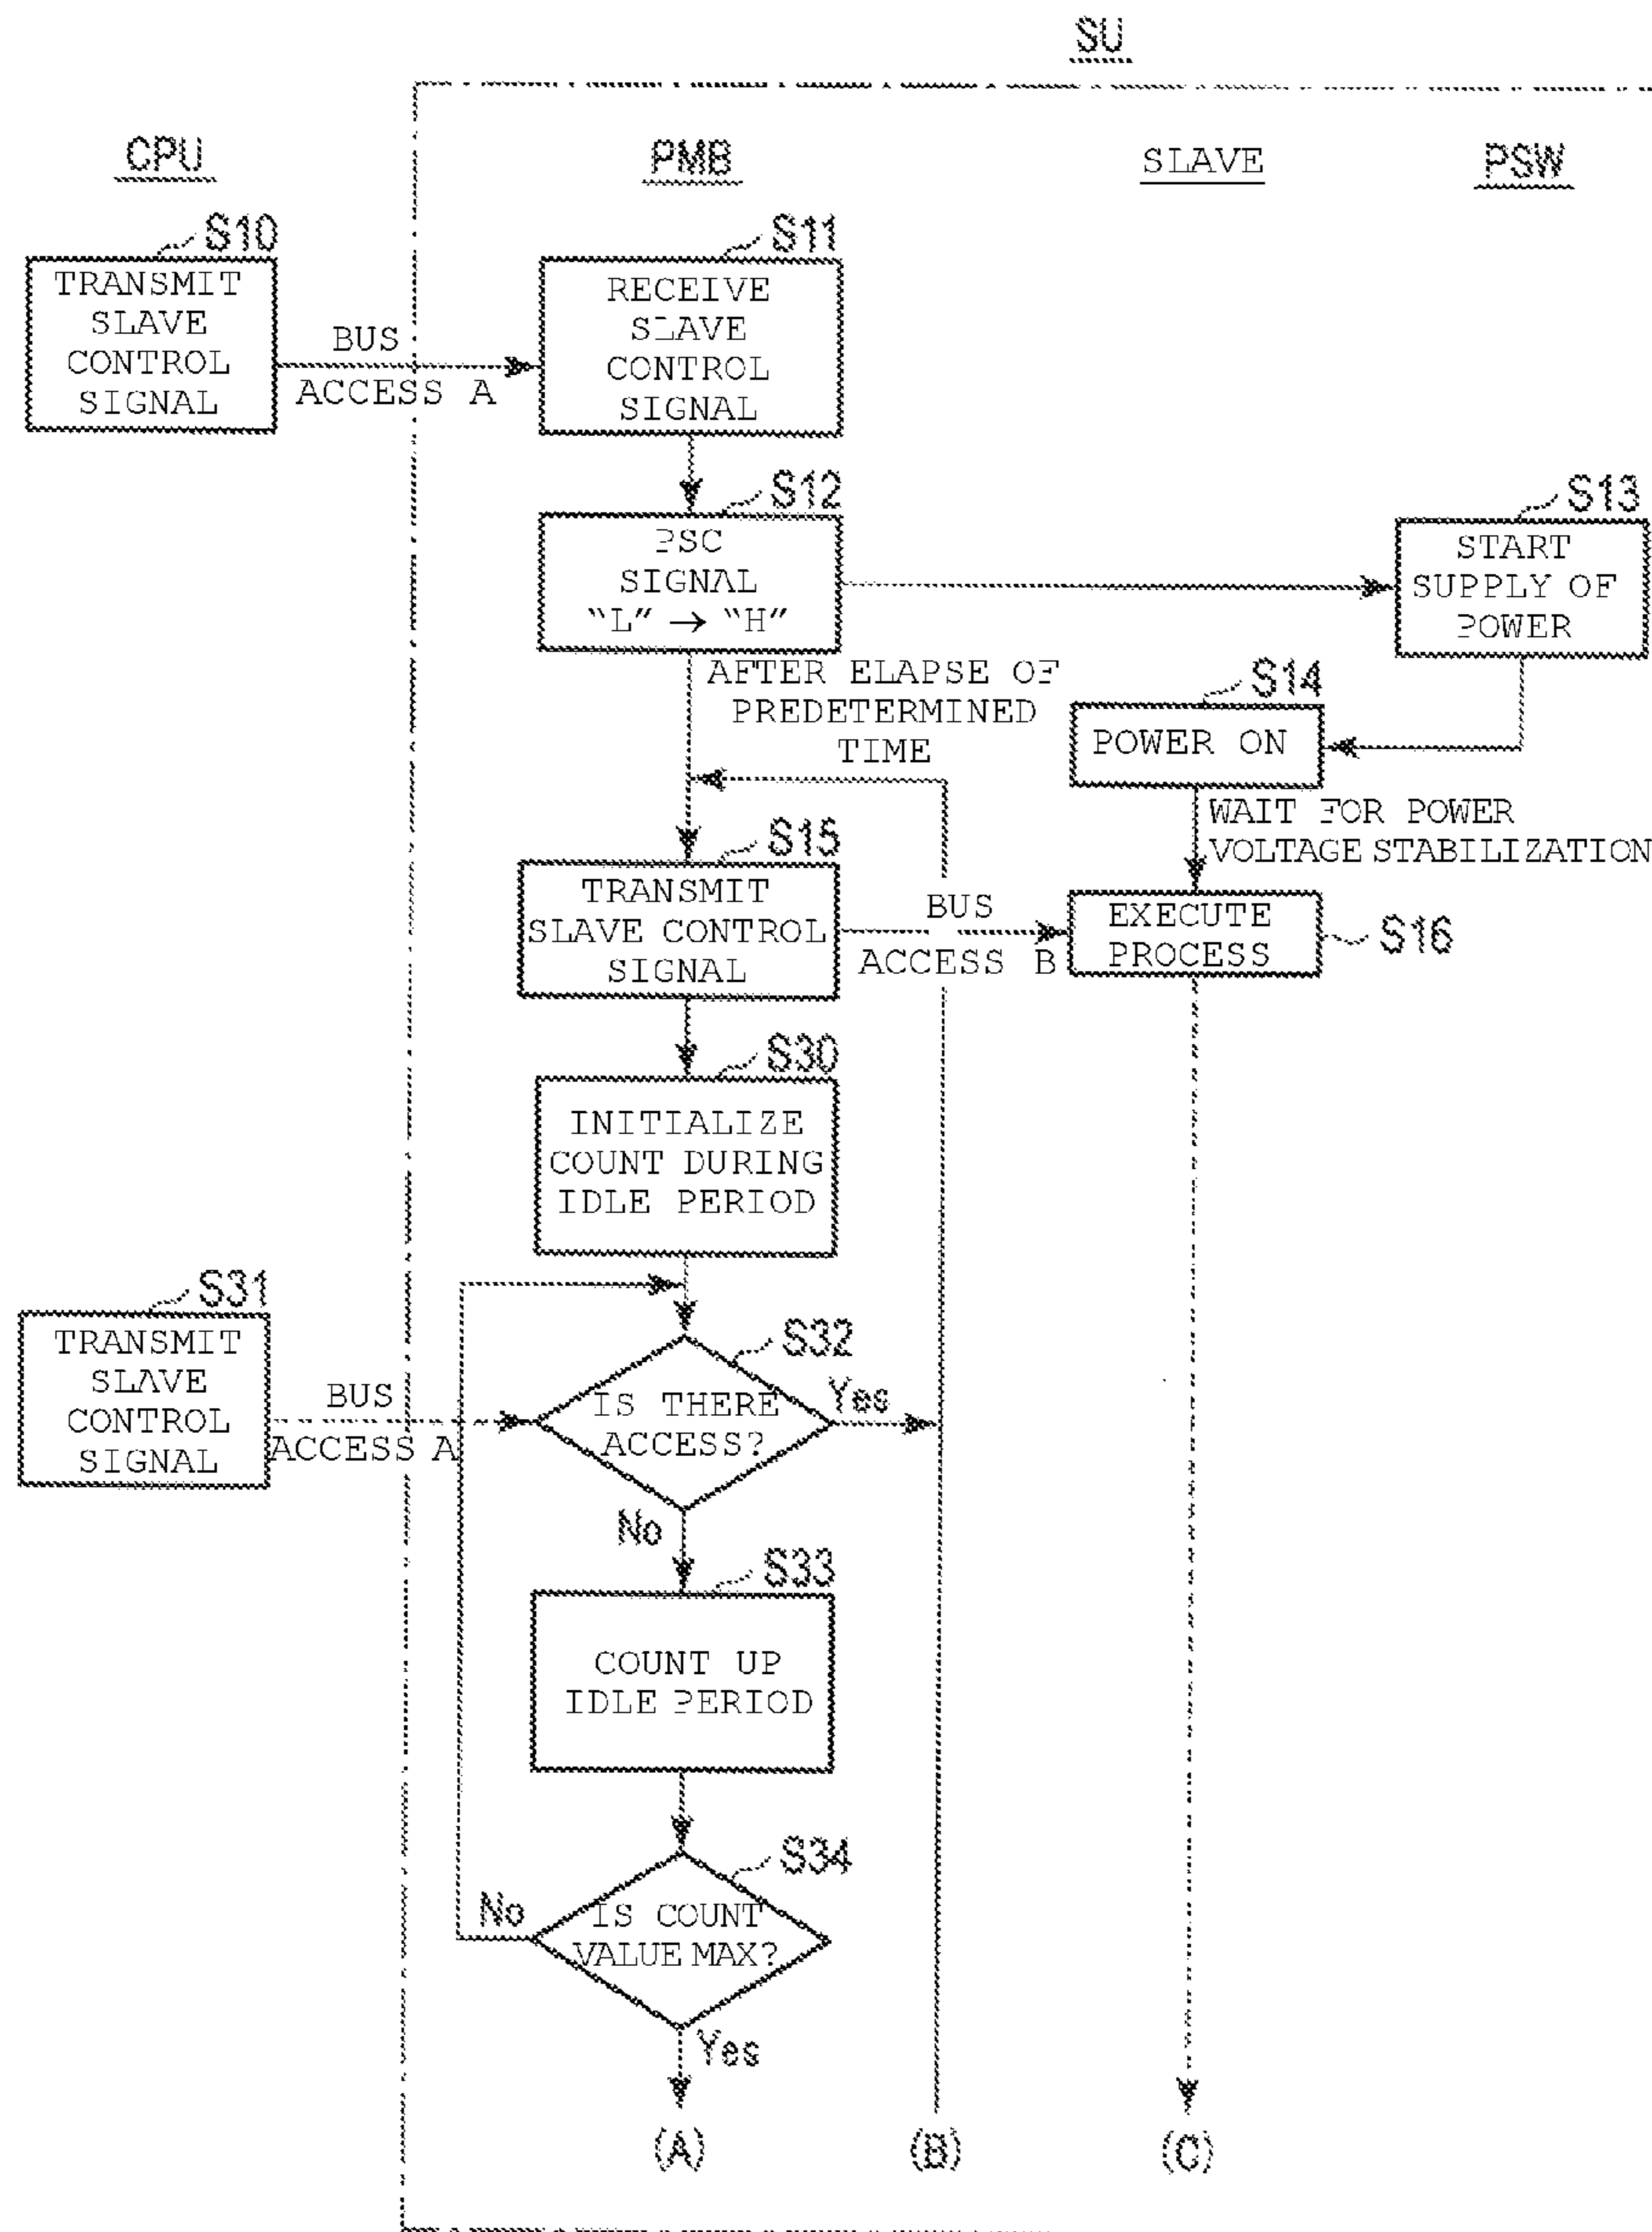 SU
CPU
PMB
SLAVE
PSW
S10
TRANSMIT
SLAVE
CONTROL
SIGNAL
BUS
ACCESS A
S11
RECEIVE
SLAVE
CONTROL
SIGNAL
S12
PSC
SIGNAL
“L” → “H”
S13
START
SUPPLY OF
POWER
AFTER ELAPSE OF
PREDETERMINED
TIME
S14
POWER ON
WAIT FOR POWER
VOLTAGE STABILIZATION
S15
TRANSMIT
SLAVE CONTROL
SIGNAL
BUS
ACCESS B
EXECUTE
PROCESS
S16
S30
INITIALIZE
COUNT DURING
IDLE PERIOD
S31
TRANSMIT
SLAVE
CONTROL
SIGNAL
BUS
ACCESS A
S32
IS THERE
ACCESS?
Yes
No
S33
COUNT UP
IDLE PERIOD
S34
IS COUNT
VALUE MAX?
No
Yes
(A)
(B)
(C)